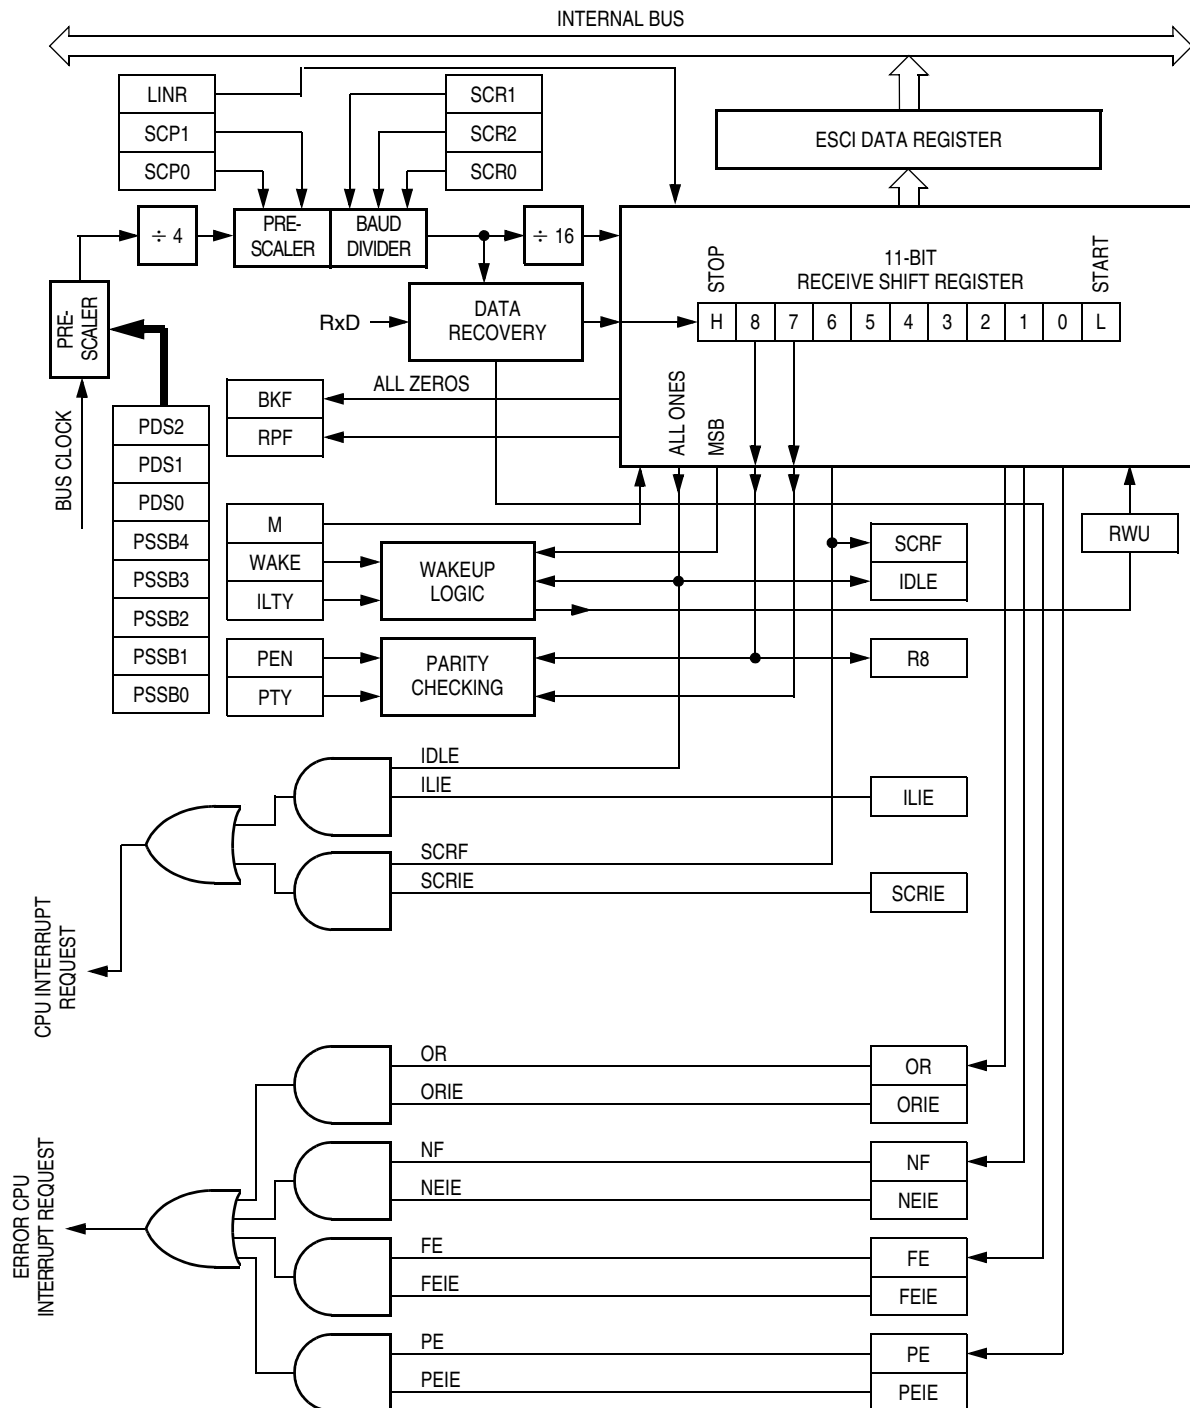 INTERNAL BUS
LINR
SCP1
SCP0
SCR1
SCR2
SCR0
ESCI DATA REGISTER
÷ 4
PRE-
SCALER
BAUD
DIVIDER
÷ 16
PRE-
SCALER
BUS CLOCK
RxD
DATA
RECOVERY
STOP
11-BIT
RECEIVE SHIFT REGISTER
START
H 8 7 6 5 4 3 2 1 0 L
ALL ZEROS
BKF
RPF
ALL ONES
MSB
PDS2
PDS1
PDS0
PSSB4
PSSB3
PSSB2
PSSB1
PSSB0
M
WAKE
ILTY
WAKEUP
LOGIC
SCRF
IDLE
RWU
PEN
PTY
PARITY
CHECKING
R8
IDLE
ILIE
ILIE
SCRF
SCRIE
SCRIE
CPU INTERRUPT
REQUEST
OR
ORIE
OR
ORIE
NF
NEIE
NF
NEIE
ERROR CPU
INTERRUPT REQUEST
FE
FEIE
FE
FEIE
PE
PEIE
PE
PEIE